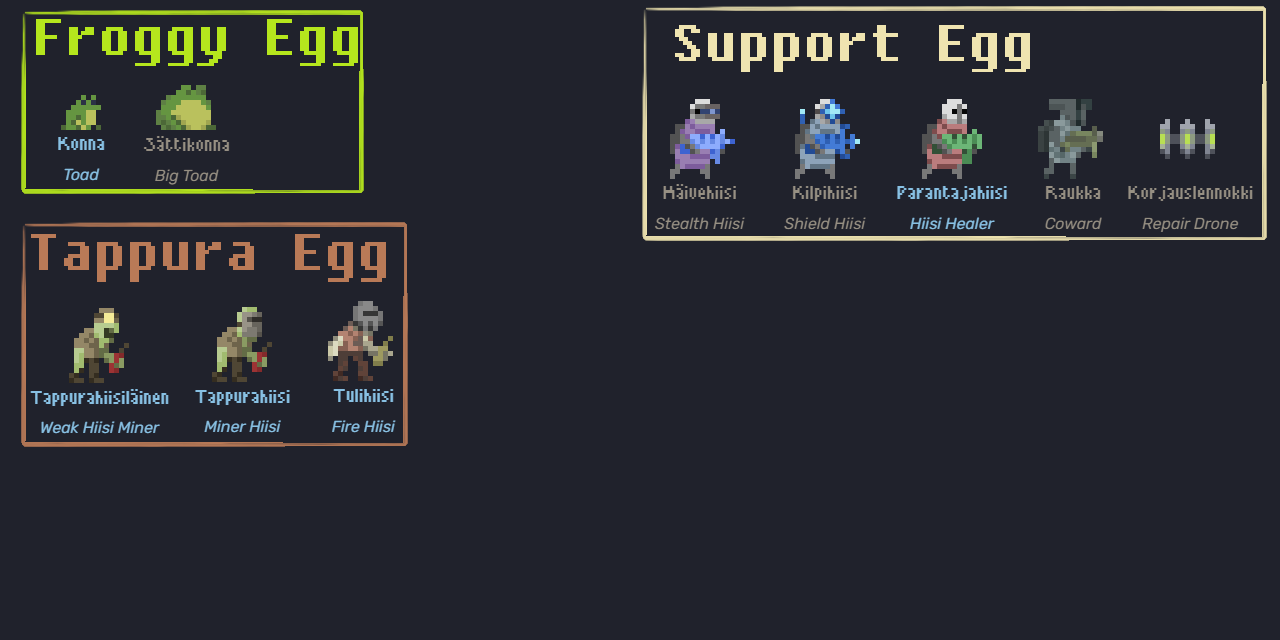 Froggy Egg
Konna
Jättikonna
Toad
Big Toad
Support Egg
Häivehiisi
Kilpihiisi
Parantajahiisi
Raukka
Korjauslennokki
Stealth Hiisi
Shield Hiisi
Hiisi Healer
Coward
Repair Drone
Tappura Egg
Tappurahiisiläinen
Tappurahiisi
Tulihiisi
Weak Hiisi Miner
Miner Hiisi
Fire Hiisi